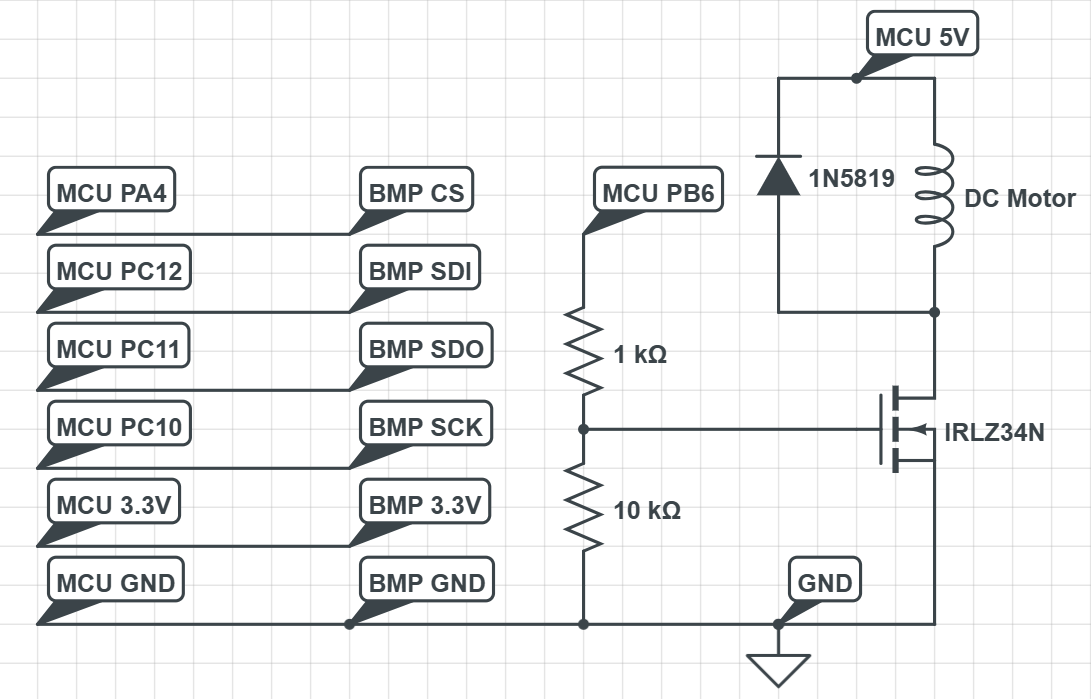 MCU 5V
1N5819
DC Motor
MCU PA4
BMP CS
MCU PB6
MCU PC12
BMP SDI
MCU PC11
BMP SDO
1 kΩ
MCU PC10
BMP SCK
IRLZ34N
MCU 3.3V
BMP 3.3V
10 kΩ
MCU GND
BMP GND
GND